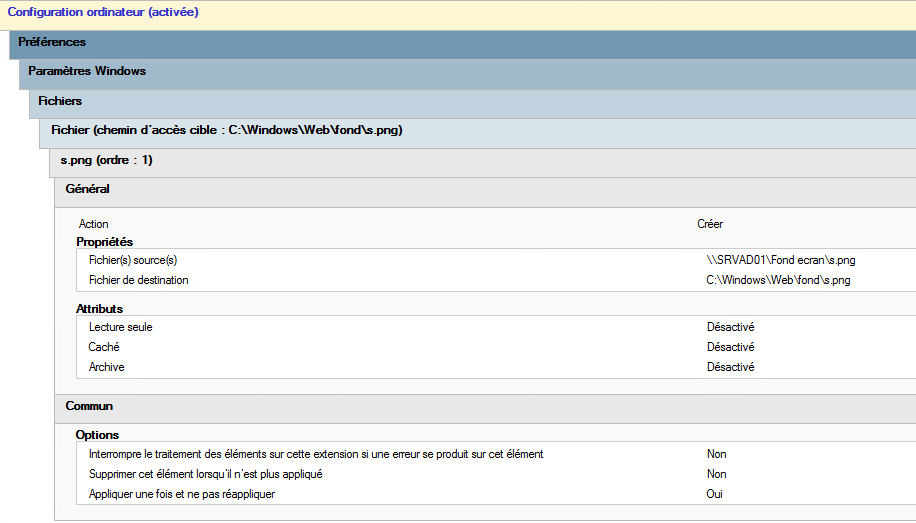 Configuration ordinateur (activée)
Préférences
Paramètres Windows
Fichiers
Fichier (chemin d'accès cible : C:\Windows\Web\fond\s.png)
s.png (ordre : 1)
Général
Action Créer
Propriétés
Fichier(s) source(s) \\SRVAD01\Fond ecran\s.png
Fichier de destination C:\Windows\Web\fond\s.png
Attributs
Lecture seule Désactivé
Caché Désactivé
Archive Désactivé
Commun
Options
Interrompre le traitement des éléments sur cette extension si une erreur se produit sur cet élément Non
Supprimer cet élément lorsqu'il n'est plus appliqué Non
Appliquer une fois et ne pas réappliquer Oui